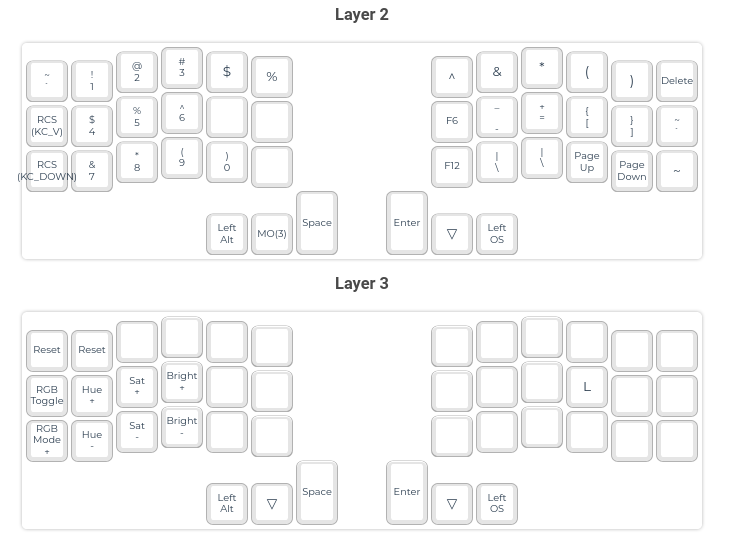 Layer 2
~ ! @ # $ % ^ & * ( ) Delete
` 1 2 3
RCS $ % ^ F6 _ + { } ~
(KC_V) 4 5 6 - = [ ] `
RCS & * ( ) F12 | | Page Page ~
(KC_DOWN) 7 8 9 0 \ \ Up Down
Left Alt MO(3) Space Enter ▽ Left OS
Layer 3
Reset Reset
RGB Hue Sat Bright L
Toggle + + +
RGB Hue Sat Bright
Mode - - -
+
Left Alt ▽ Space Enter ▽ Left OS